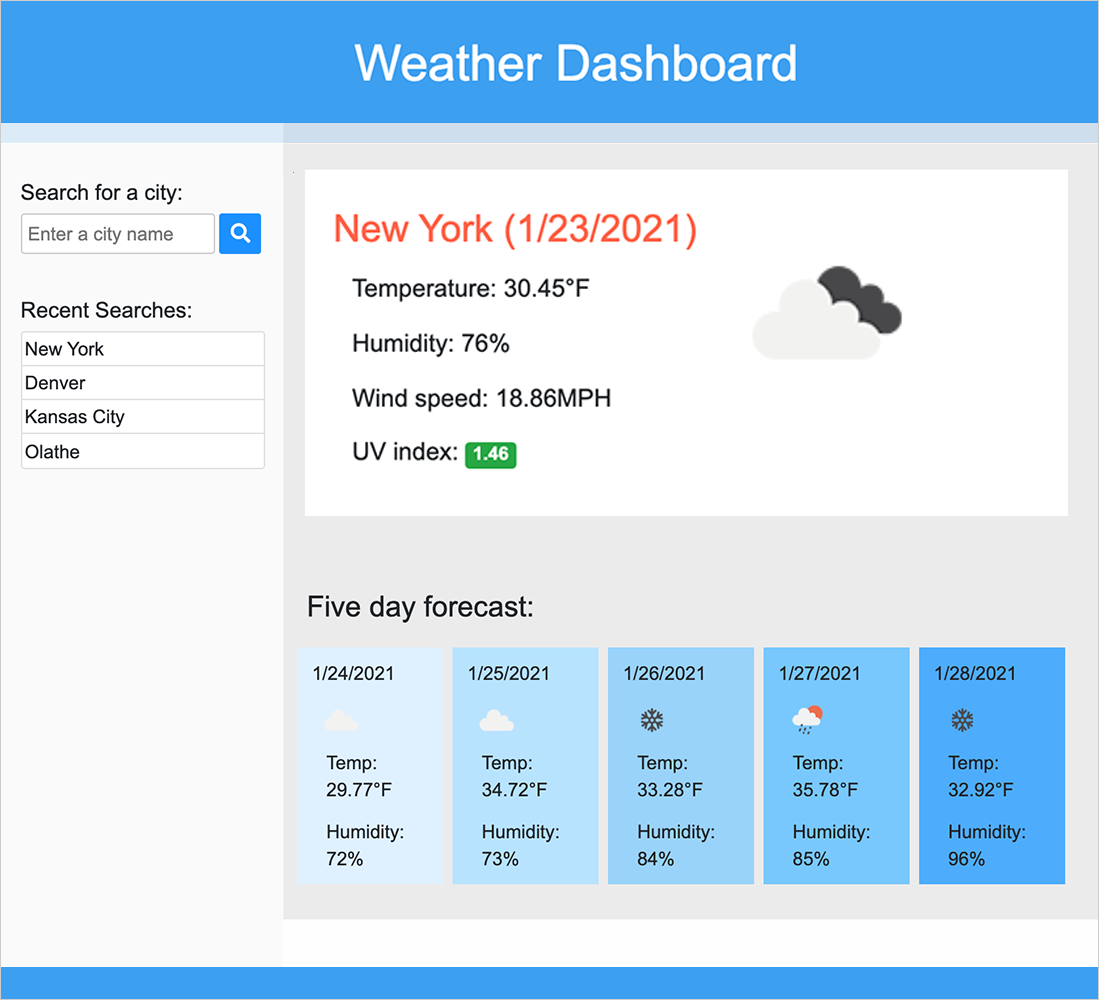 Weather Dashboard
Search for a city:
Enter a city name
Recent Searches:
New York
Denver
Kansas City
Olathe
New York (1/23/2021)
Temperature: 30.45°F
Humidity: 76%
Wind speed: 18.86MPH
UV index: 1.46
Five day forecast:
1/24/2021
Temp:
29.77°F
Humidity:
72%
1/25/2021
Temp:
34.72°F
Humidity:
73%
1/26/2021
Temp:
33.28°F
Humidity:
84%
1/27/2021
Temp:
35.78°F
Humidity:
85%
1/28/2021
Temp:
32.92°F
Humidity:
96%